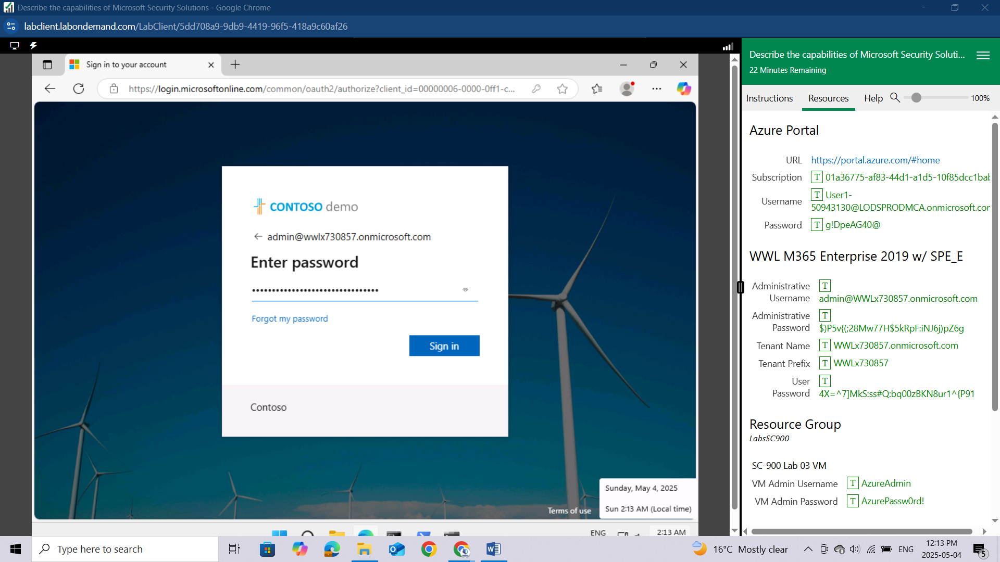 Describe the capabilities of Microsoft Security Solutions - Google Chrome
labclient.labondemand.com/LabClient/5dd708a9-9db9-4419-96f5-418a9c60af26
Sign in to your account
https://login.microsoftonline.com/common/oauth2/authorize?client_id=00000006-0000-0ff1-c...
CONTOSO demo
admin@wwlx730857.onmicrosoft.com
Enter password
Forgot my password
Sign in
Contoso
Terms of use
Sunday, May 4, 2025
Sun 2:13 AM (Local time)
ENG
2:13 AM
Describe the capabilities of Microsoft Security Soluti...
22 Minutes Remaining
Instructions Resources Help 100%
Azure Portal
URL https://portal.azure.com/#home
Subscription T 01a36775-af83-44d1-a1d5-10f85dcc1bab
Username T User1-
50943130@LODSPRODMCA.onmicrosoft.com
Password T g!DpeAG40@
WWL M365 Enterprise 2019 w/ SPE_E
Administrative Username T
admin@WWLx730857.onmicrosoft.com
Administrative Password T
$)P5v{(;28Mw77H$5kRpF:iNJ6j)pZ6g
Tenant Name T WWLx730857.onmicrosoft.com
Tenant Prefix T WWLx730857
User Password T
4X=^7]MkS:ss#Q:bq00zBKN8ur1^{P91
Resource Group
LabsSC900
SC-900 Lab 03 VM
VM Admin Username T AzureAdmin
VM Admin Password T AzurePassw0rd!
Type here to search
16°C Mostly clear
ENG
12:13 PM
2025-05-04
5